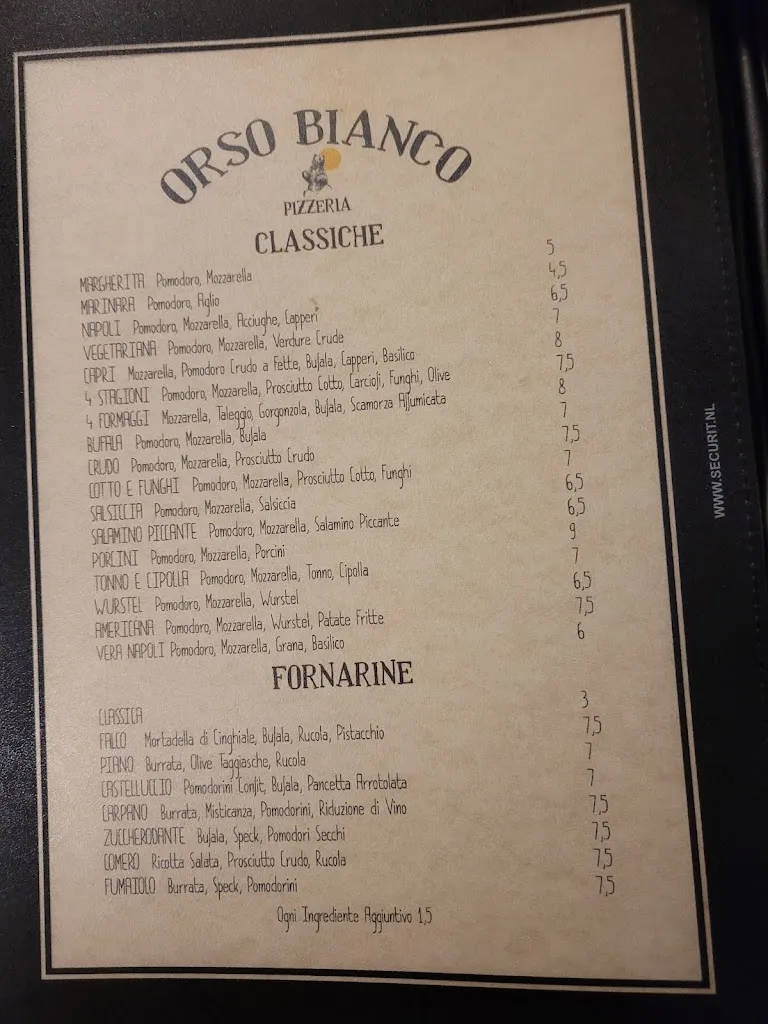 ORSO BIANCO
PIZZERIA
CLASSICHE
MARGHERITA Pomodoro, Mozzarella 5
MARINARA Pomodoro, Aglio 4,5
NAPOLI Pomodoro, Mozzarella, Acciughe, Capperi 6,5
VEGETARIANA Pomodoro, Mozzarella, Verdure Crude 7
CAPRI Mozzarella, Pomodoro Crudo a Fette, Bufala, Capperi, Basilico 8
4 STAGIONI Pomodoro, Mozzarella, Prosciutto Cotto, Carciofi, Funghi, Olive 7,5
4 FORMAGGI Mozzarella, Taleggio, Gorgonzola, Bufala, Scamorza Affumicata 8
BUFALA Pomodoro, Mozzarella, Bufala 7
CRUDO Pomodoro, Mozzarella, Prosciutto Crudo 7,5
COTTO E FUNGHI Pomodoro, Mozzarella, Prosciutto Cotto, Funghi 7
SALSICCIA Pomodoro, Mozzarella, Salsiccia 6,5
SALAMINO PICCANTE Pomodoro, Mozzarella, Salamino Piccante 6,5
PORCINI Pomodoro, Mozzarella, Porcini 9
TONNO E CIPOLLA Pomodoro, Mozzarella, Tonno, Cipolla 7
WURSTEL Pomodoro, Mozzarella, Wurstel 6,5
AMERICANA Pomodoro, Mozzarella, Wurstel, Patate Fritte 7,5
VERA NAPOLI Pomodoro, Mozzarella, Grana, Basilico 6
FORNARINE
CLASSICA 3
FALCO Mortadella di Cinghiale, Bufala, Rucola, Pistacchio 7,5
PIANO Burrata, Olive Taggiasche, Rucola 7
CASTELLUCCIO Pomodorini Confit, Bufala, Pancetta Arrotolata 7
CARPANO Burrata, Misticanza, Pomodorini, Riduzione di Vino 7,5
ZUCCHERODANTE Bufala, Speck, Pomodori Secchi 7,5
COMERO Ricotta Salata, Prosciutto Crudo, Rucola 7,5
FUMAIOLO Burrata, Speck, Pomodorini 7,5
Ogni Ingrediente Aggiuntivo 1,5
WWW.SECURIT.NL